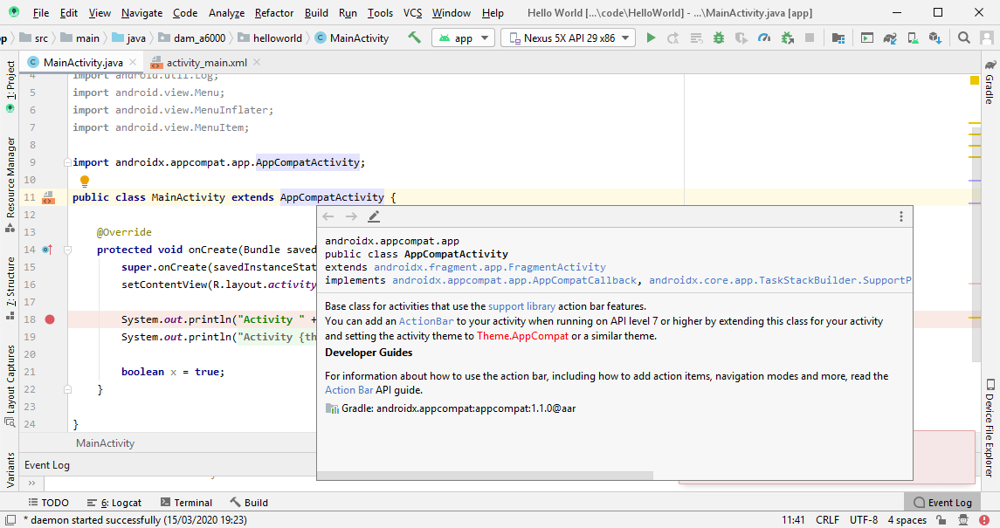 File Edit View Navigate Code Analyze Refactor Build Run Tools VCS Window Help Hello World [...\code\HelloWorld] - ...\MainActivity.java [app]
p src main java dam_a6000 helloworld MainActivity app Nexus 5X API 29 x86
MainActivity.java activity_main.xml
1: Project
Resource Manager
7: Structure
Layout Captures
Variants
4 import android.util.Log;
5 import android.view.Menu;
6 import android.view.MenuInflater;
7 import android.view.MenuItem;
8
9 import androidx.appcompat.app.AppCompatActivity;
10
11 public class MainActivity extends AppCompatActivity {
12
13 @Override
14 protected void onCreate(Bundle saved
15 super.onCreate(savedInstanceStat
16 setContentView(R.layout.activity
17
18 System.out.println("Activity " +
19 System.out.println("Activity {th
20
21 boolean x = true;
22 }
23
24 }
androidx.appcompat.app
public class AppCompatActivity
extends androidx.fragment.app.FragmentActivity
implements androidx.appcompat.app.AppCompatCallback, androidx.core.app.TaskStackBuilder.SupportP
Base class for activities that use the support library action bar features.
You can add an ActionBar to your activity when running on API level 7 or higher by extending this class for your activity
and setting the activity theme to Theme.AppCompat or a similar theme.
Developer Guides
For information about how to use the action bar, including how to add action items, navigation modes and more, read the
Action Bar API guide.
Gradle: androidx.appcompat:appcompat:1.1.0@aar
Gradle
Device File Explorer
MainActivity
Event Log
TODO 6: Logcat Terminal Build Event Log
* daemon started successfully (15/03/2020 19:23) 11:41 CRLF UTF-8 4 spaces